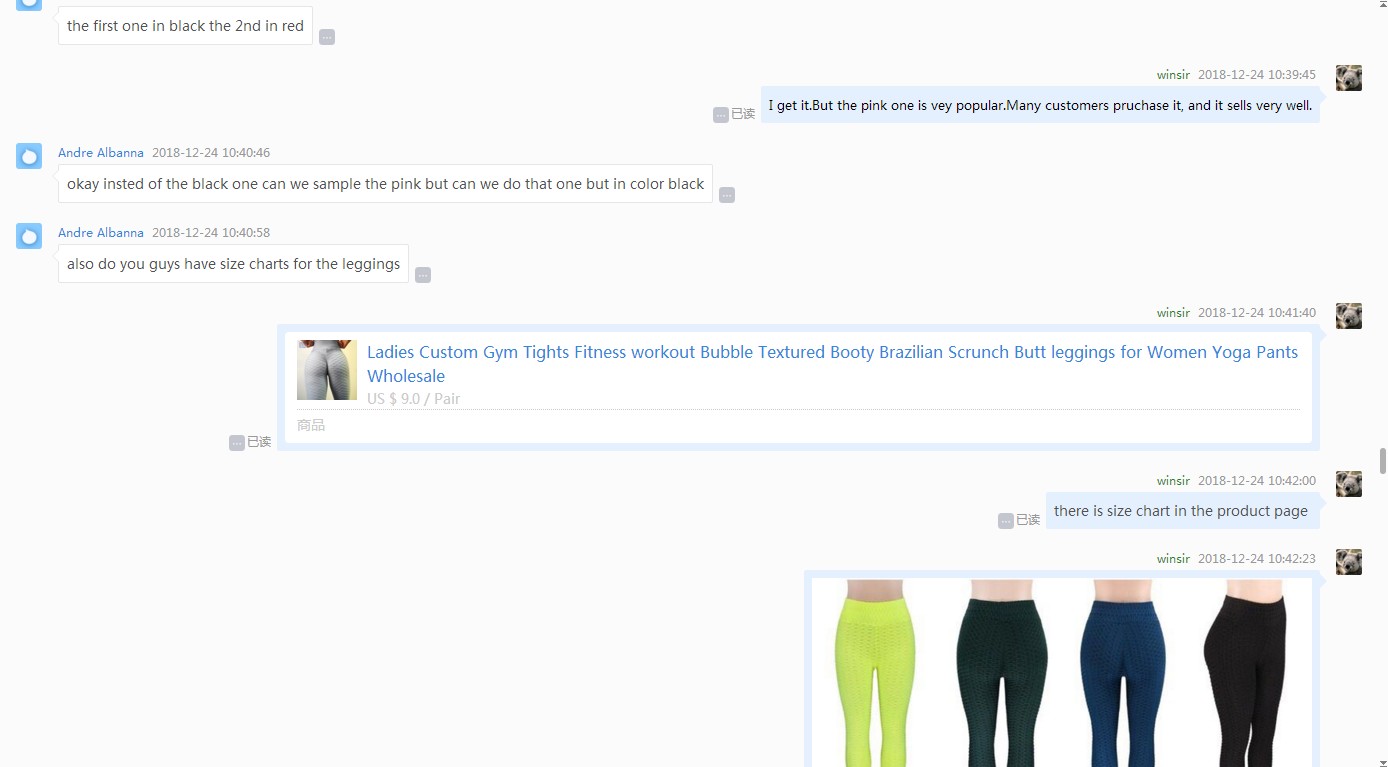 the first one in black the 2nd in red
...
winsir 2018-12-24 10:39:45
... 已读 I get it.But the pink one is vey popular.Many customers pruchase it, and it sells very well.
Andre Albanna 2018-12-24 10:40:46
okay insted of the black one can we sample the pink but can we do that one but in color black
...
Andre Albanna 2018-12-24 10:40:58
also do you guys have size charts for the leggings
...
winsir 2018-12-24 10:41:40
Ladies Custom Gym Tights Fitness workout Bubble Textured Booty Brazilian Scrunch Butt leggings for Women Yoga Pants
Wholesale
US $ 9.0 / Pair
商品
... 已读
winsir 2018-12-24 10:42:00
... 已读 there is size chart in the product page
winsir 2018-12-24 10:42:23